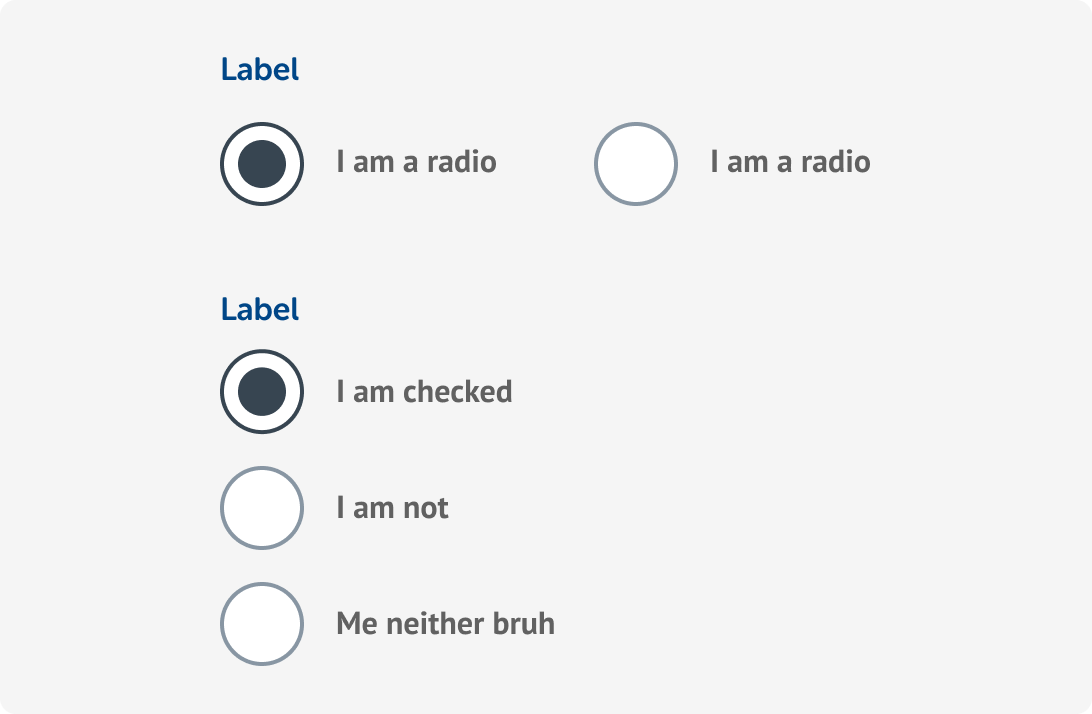 Label
I am a radio I am a radio
Label
I am checked
I am not
Me neither bruh